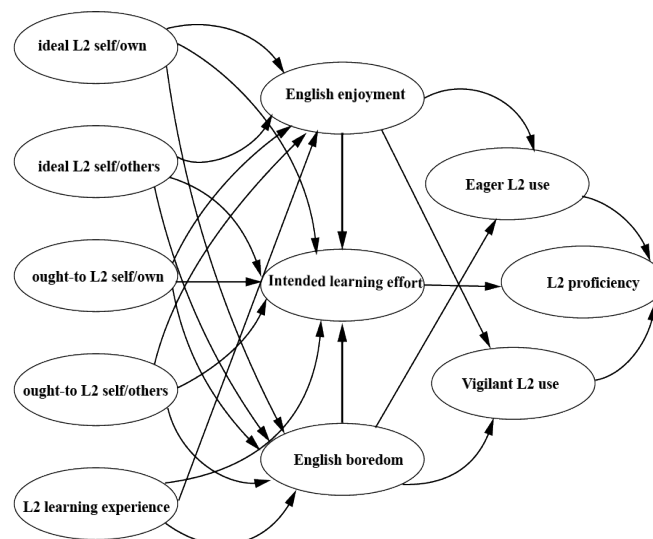 ideal L2 self/own
ideal L2 self/others
ought-to L2 self/own
ought-to L2 self/others
L2 learning experience
English enjoyment
Intended learning effort
English boredom
Eager L2 use
Vigilant L2 use
L2 proficiency